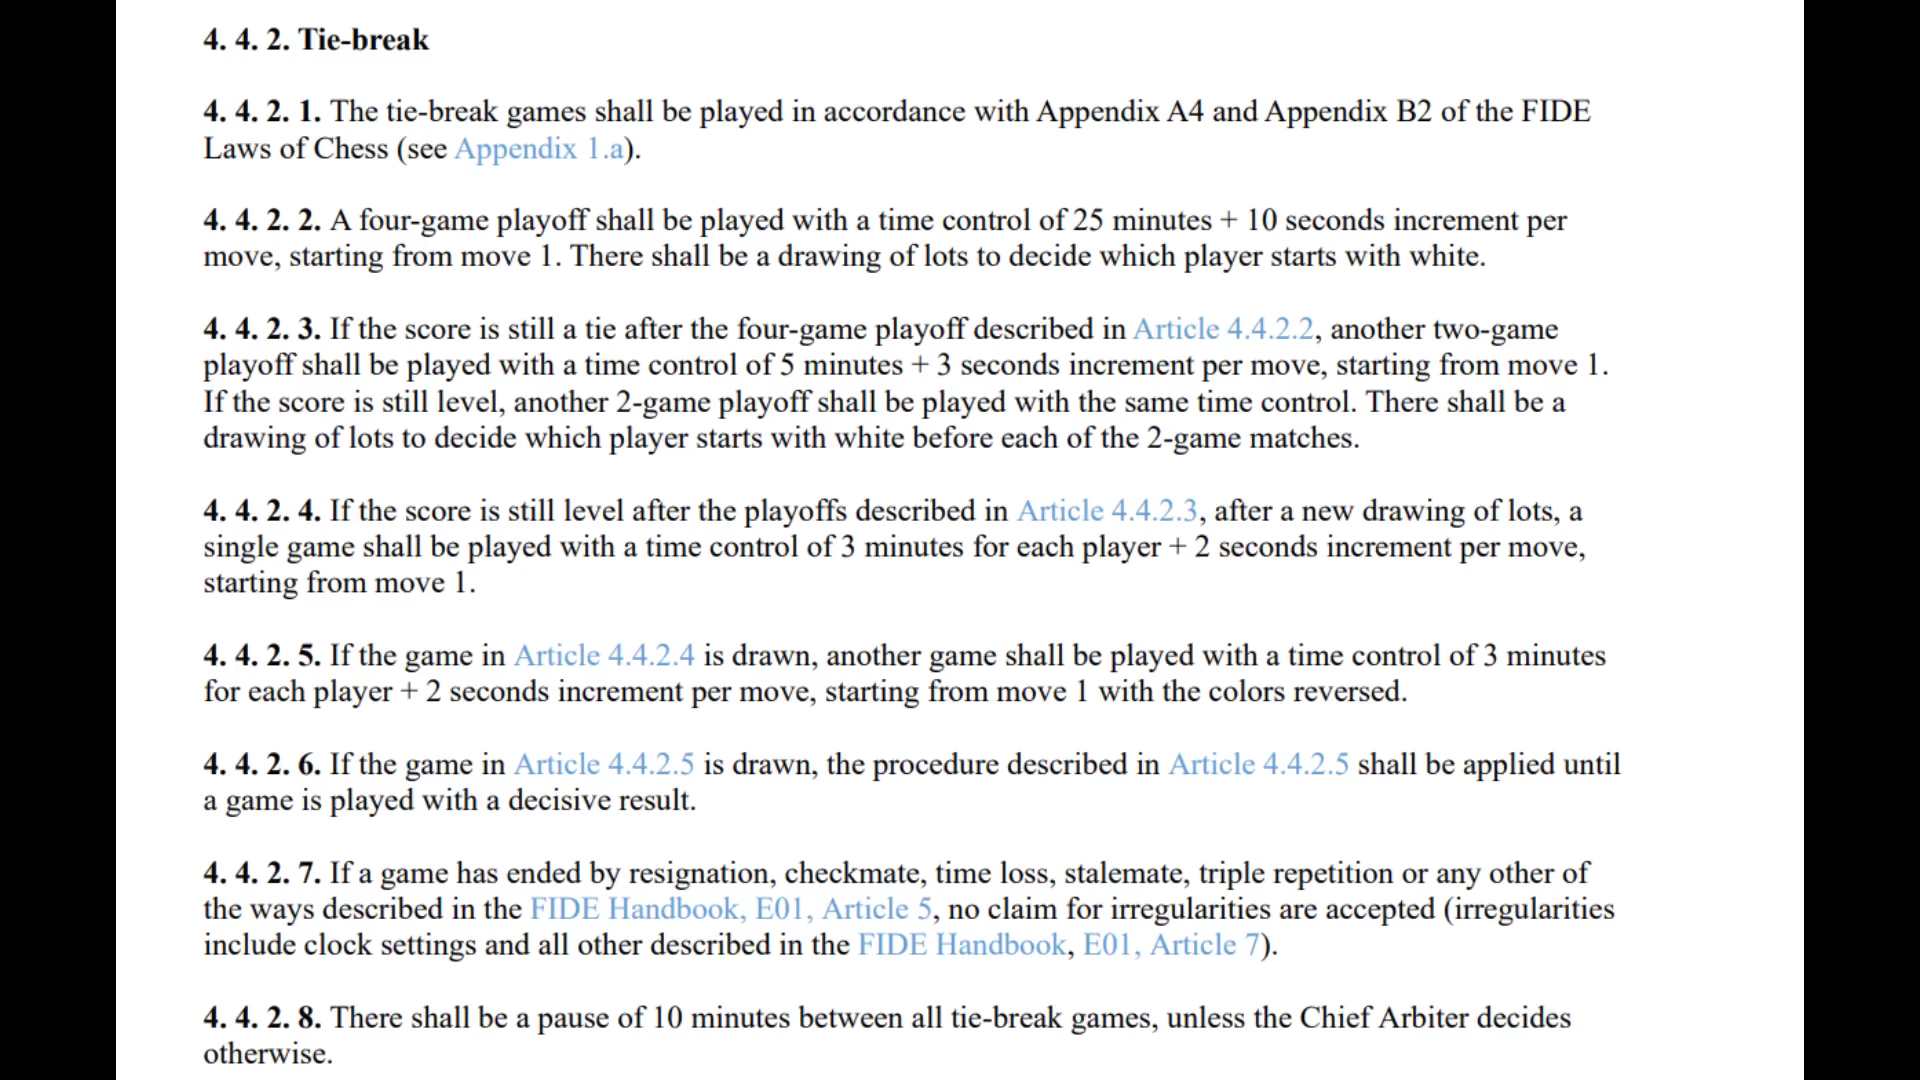 4. 4. 2. Tie-break
4. 4. 2. 1. The tie-break games shall be played in accordance with Appendix A4 and Appendix B2 of the FIDE
Laws of Chess (see Appendix 1.a).
4. 4. 2. 2. A four-game playoff shall be played with a time control of 25 minutes + 10 seconds increment per
move, starting from move 1. There shall be a drawing of lots to decide which player starts with white.
4. 4. 2. 3. If the score is still a tie after the four-game playoff described in Article 4.4.2.2, another two-game
playoff shall be played with a time control of 5 minutes + 3 seconds increment per move, starting from move 1.
If the score is still level, another 2-game playoff shall be played with the same time control. There shall be a
drawing of lots to decide which player starts with white before each of the 2-game matches.
4. 4. 2. 4. If the score is still level after the playoffs described in Article 4.4.2.3, after a new drawing of lots, a
single game shall be played with a time control of 3 minutes for each player + 2 seconds increment per move,
starting from move 1.
4. 4. 2. 5. If the game in Article 4.4.2.4 is drawn, another game shall be played with a time control of 3 minutes
for each player + 2 seconds increment per move, starting from move 1 with the colors reversed.
4. 4. 2. 6. If the game in Article 4.4.2.5 is drawn, the procedure described in Article 4.4.2.5 shall be applied until
a game is played with a decisive result.
4. 4. 2. 7. If a game has ended by resignation, checkmate, time loss, stalemate, triple repetition or any other of
the ways described in the FIDE Handbook, E01, Article 5, no claim for irregularities are accepted (irregularities
include clock settings and all other described in the FIDE Handbook, E01, Article 7).
4. 4. 2. 8. There shall be a pause of 10 minutes between all tie-break games, unless the Chief Arbiter decides
otherwise.